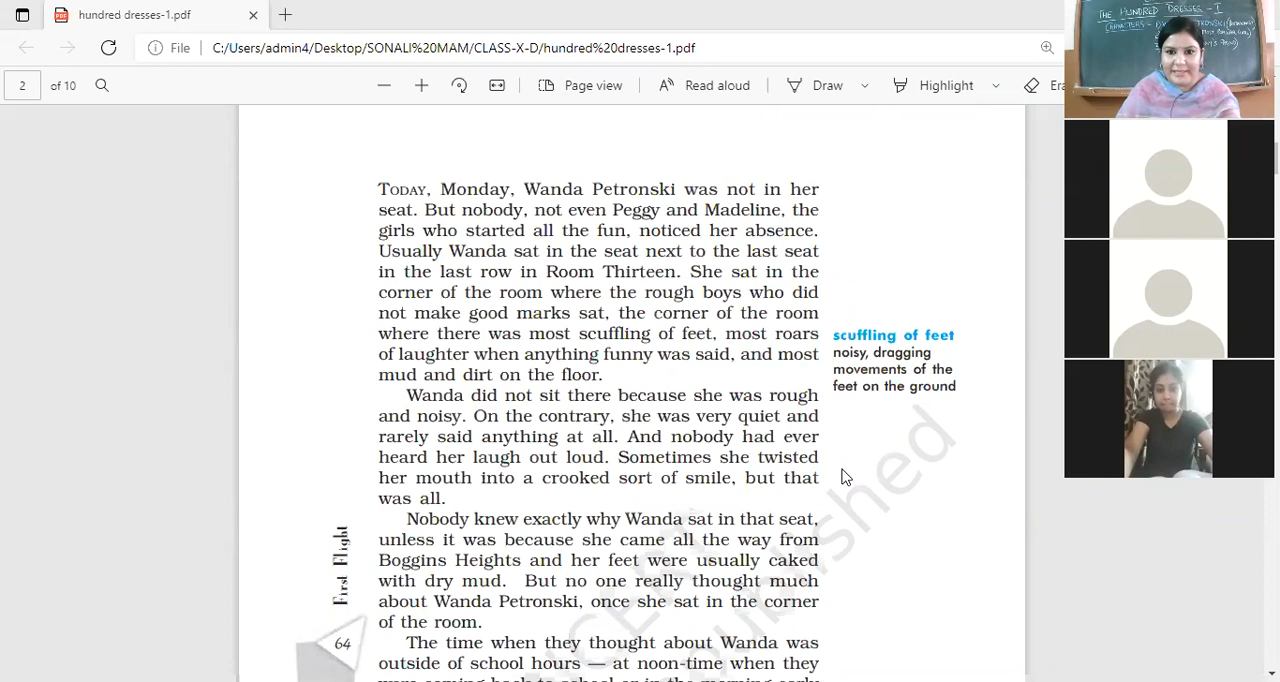 hundred dresses-1.pdf
File C:/Users/admin4/Desktop/SONALI%20MAM/CLASS-X-D/hundred%20dresses-1.pdf
2 of 10 Page view Read aloud Draw Highlight
THE HUNDRED DRESSES - I
CHARACTERS
TODAY, Monday, Wanda Petronski was not in her
seat. But nobody, not even Peggy and Madeline, the
girls who started all the fun, noticed her absence.
Usually Wanda sat in the seat next to the last seat
in the last row in Room Thirteen. She sat in the
corner of the room where the rough boys who did
not make good marks sat, the corner of the room
where there was most scuffling of feet, most roars
of laughter when anything funny was said, and most
mud and dirt on the floor.
scuffling of feet
noisy, dragging
movements of the
feet on the ground
Wanda did not sit there because she was rough
and noisy. On the contrary, she was very quiet and
rarely said anything at all. And nobody had ever
heard her laugh out loud. Sometimes she twisted
her mouth into a crooked sort of smile, but that
was all.
Nobody knew exactly why Wanda sat in that seat,
unless it was because she came all the way from
Boggins Heights and her feet were usually caked
with dry mud. But no one really thought much
about Wanda Petronski, once she sat in the corner
of the room.
The time when they thought about Wanda was
outside of school hours — at noon-time when they
First Flight
64
NCERT
published